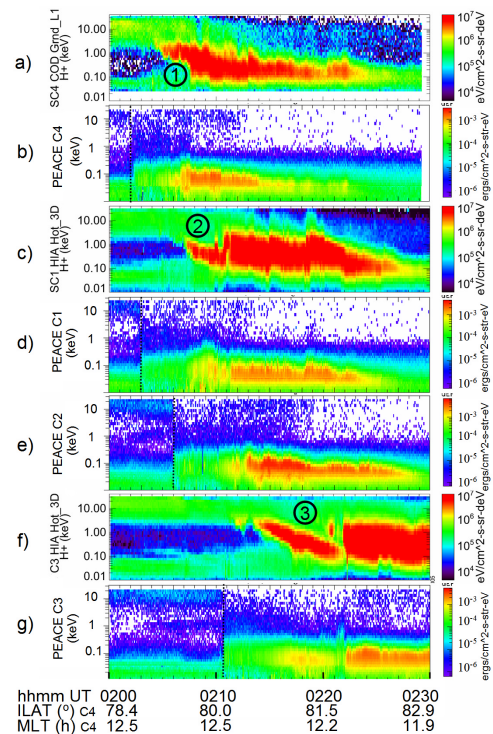 a)
SC4 COD Gmd_L1
H+ (keV)
10.00
1.00
0.10
0.01
1
10^7
10^6
10^5
10^4
eV/cm^2-s-sr-deV
b)
PEACE C4
(keV)
10
1
0.1
10^-3
10^-4
10^-5
10^-6
ergs/cm^2-s-str-eV
c)
SC1 HIA Hot_3D
H+ (keV)
10.00
1.00
0.10
0.01
2
10^7
10^6
10^5
10^4
eV/cm^2-s-sr-deV
d)
PEACE C1
(keV)
10
1
0.1
10^-3
10^-4
10^-5
10^-6
ergs/cm^2-s-str-eV
e)
PEACE C2
(keV)
10
1
0.1
10^-3
10^-4
10^-5
10^-6
ergs/cm^2-s-str-eV
f)
C3 HIA Hot_3D
H+ (keV)
10.00
1.00
0.10
0.01
3
10^7
10^6
10^5
10^4
eV/cm^2-s-sr-deV
g)
PEACE C3
(keV)
10
1
0.1
10^-3
10^-4
10^-5
10^-6
ergs/cm^2-s-str-eV
hhmm UT 0200 0210 0220 0230
ILAT (º) C4 78.4 80.0 81.5 82.9
MLT (h) C4 12.5 12.5 12.2 11.9